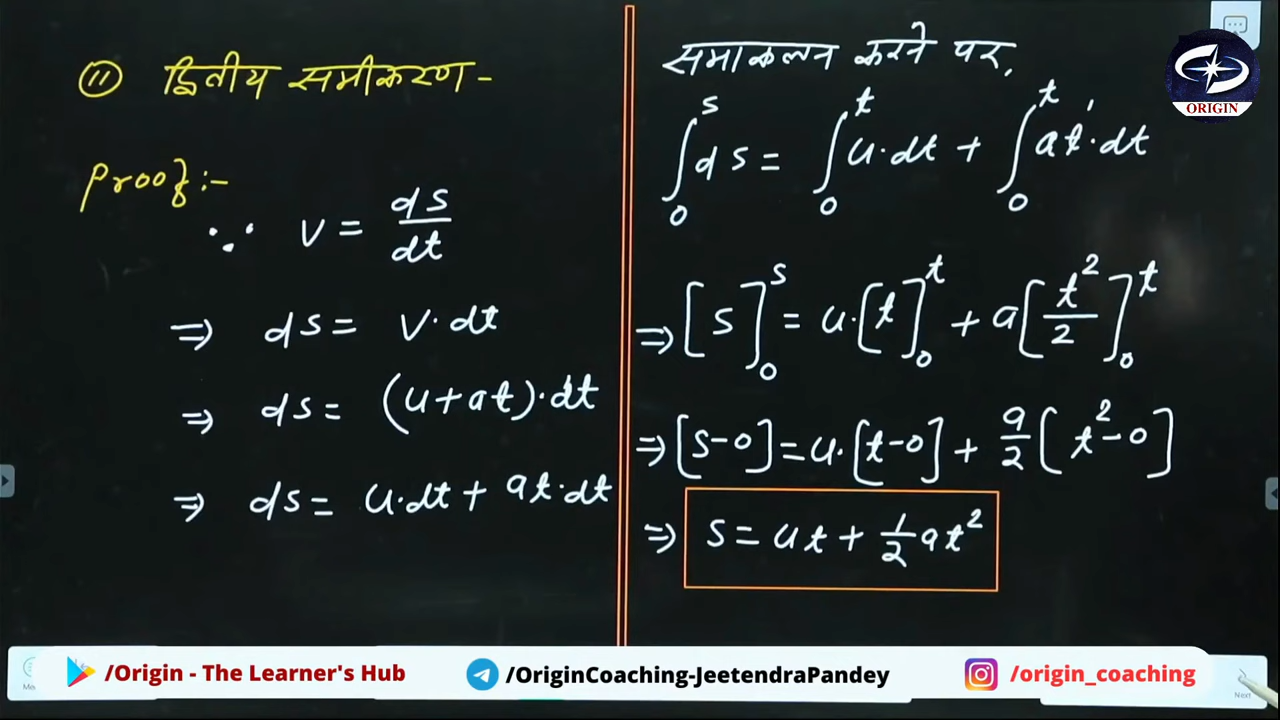 (ii) द्वितीय समीकरण -
Proof :-
∵ v = ds/dt
⇒ ds = v·dt
⇒ ds = (u+at)·dt
⇒ ds = u·dt + at·dt
समाकलन करने पर,
∫₀ˢ ds = ∫₀ᵗ u·dt + ∫₀ᵗ at¹·dt
⇒ [s]₀ˢ = u·[t]₀ᵗ + a[t²/2]₀ᵗ
⇒ [s-0] = u·[t-0] + a/2 [t²-0]
⇒ s = ut + 1/2 at²
ORIGIN
/Origin - The Learner's Hub
/OriginCoaching-JeetendraPandey
/origin_coaching
Next